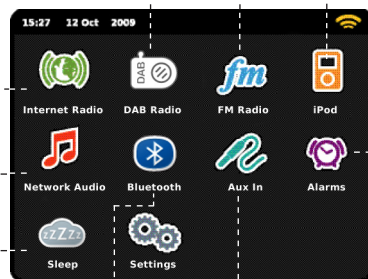 15:27 12 Oct 2009
DAB fm
Internet Radio DAB Radio FM Radio iPod
Network Audio Bluetooth Aux In Alarms
zZZz
Sleep Settings